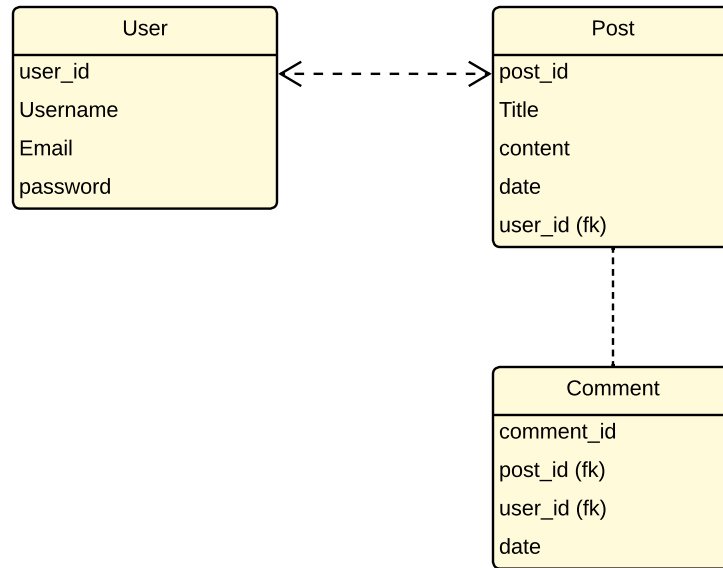 User
user_id
Username
Email
password
Post
post_id
Title
content
date
user_id (fk)
Comment
comment_id
post_id (fk)
user_id (fk)
date